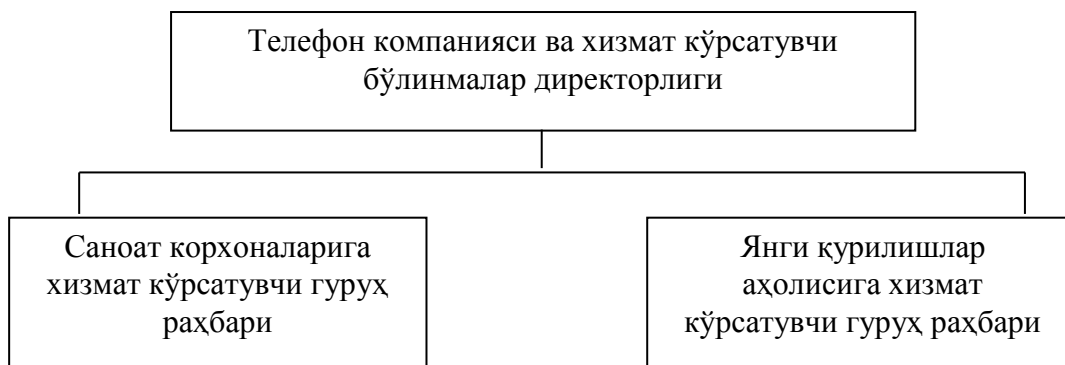 Телефон компанияси ва хизмат кўрсатувчи
бўлинмалар директорлиги
Саноат корхоналарига
хизмат кўрсатувчи гуруҳ
раҳбари
Янги қурилишлар
аҳолисига хизмат
кўрсатувчи гуруҳ раҳбари